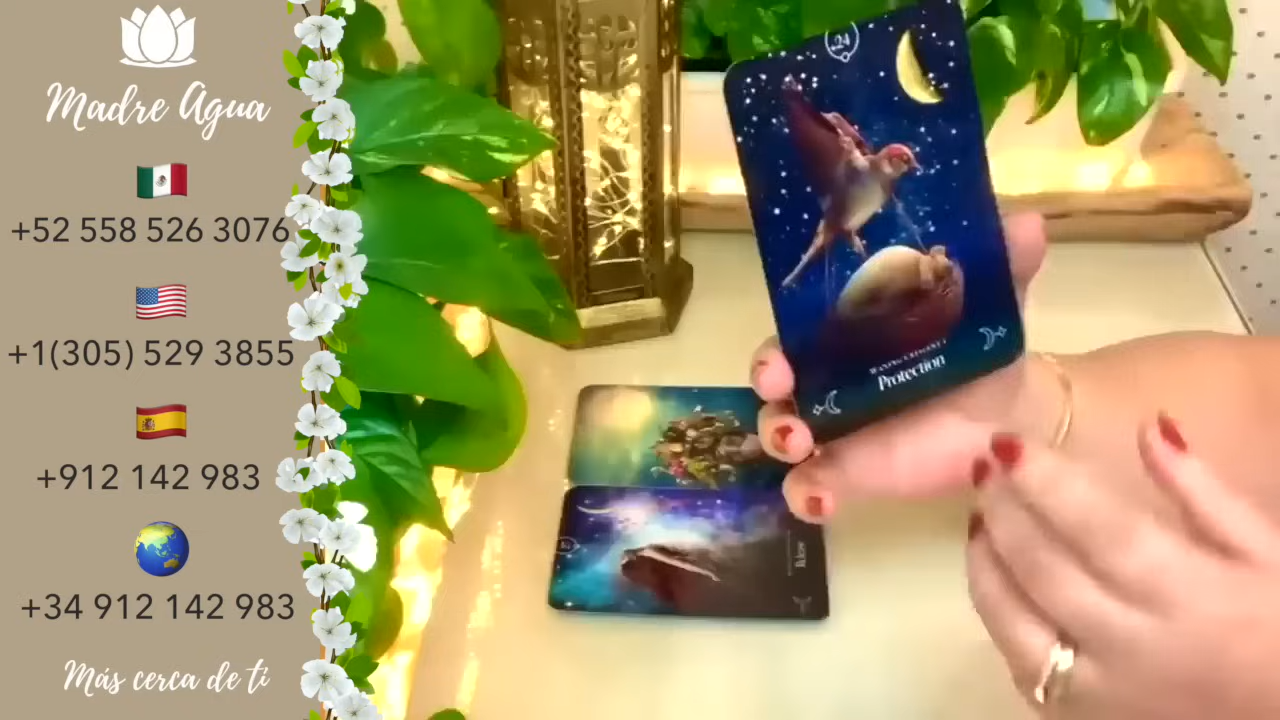 Madre Agua
+52 558 526 3076
+1(305) 529 3855
+912 142 983
+34 912 142 983
Más cerca de ti
24
Protection